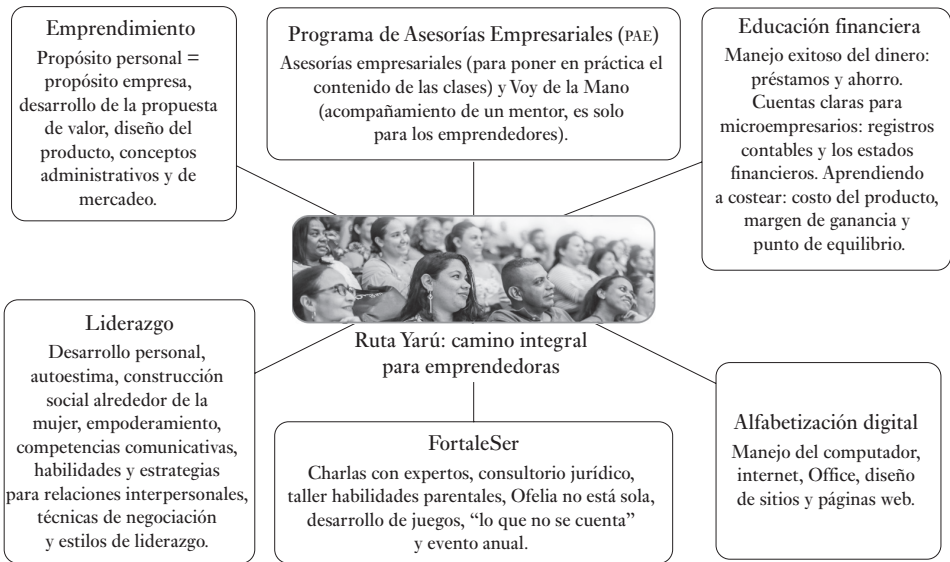 Emprendimiento
Propósito personal =
propósito empresa,
desarrollo de la propuesta
de valor, diseño del
producto, conceptos
administrativos y de
mercadeo.
Programa de Asesorías Empresariales (PAE)
Asesorías empresariales (para poner en práctica el
contenido de las clases) y Voy de la Mano
(acompañamiento de un mentor, es solo
para los emprendedores).
Educación financiera
Manejo exitoso del dinero:
préstamos y ahorro.
Cuentas claras para
microempresarios: registros
contables y los estados
financieros. Aprendiendo
a costear: costo del producto,
margen de ganancia y
punto de equilibrio.
Ruta Yarú: camino integral
para emprendedoras
Liderazgo
Desarrollo personal,
autoestima, construcción
social alrededor de la
mujer, empoderamiento,
competencias comunicativas,
habilidades y estrategias
para relaciones interpersonales,
técnicas de negociación
y estilos de liderazgo.
FortaleSer
Charlas con expertos, consultorio jurídico,
taller habilidades parentales, Ofelia no está sola,
desarrollo de juegos, “lo que no se cuenta”
y evento anual.
Alfabetización digital
Manejo del computador,
internet, Office, diseño
de sitios y páginas web.